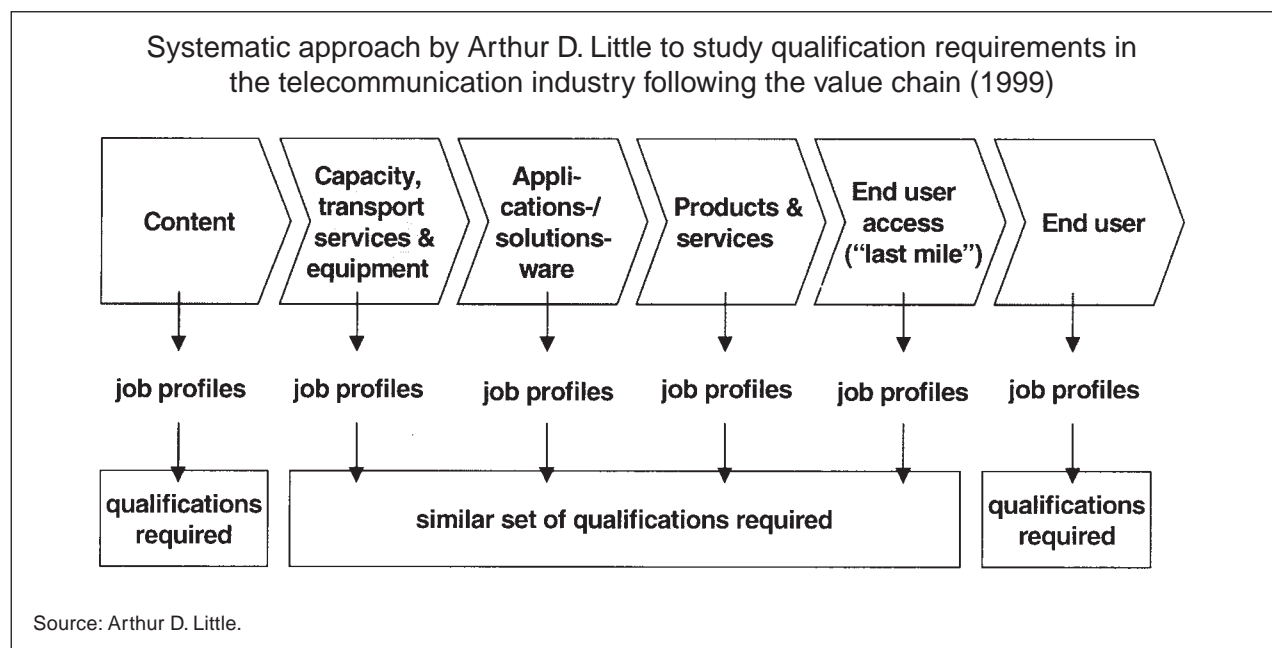 Systematic approach by Arthur D. Little to study qualification requirements in
the telecommunication industry following the value chain (1999)
Content
Capacity,
transport
services &
equipment
Appli-
cations-/
solutions-
ware
Products &
services
End user
access
(“last mile”)
End user
job profiles
job profiles
job profiles
job profiles
job profiles
job profiles
qualifications
required
similar set of qualifications required
qualifications
required
Source: Arthur D. Little.